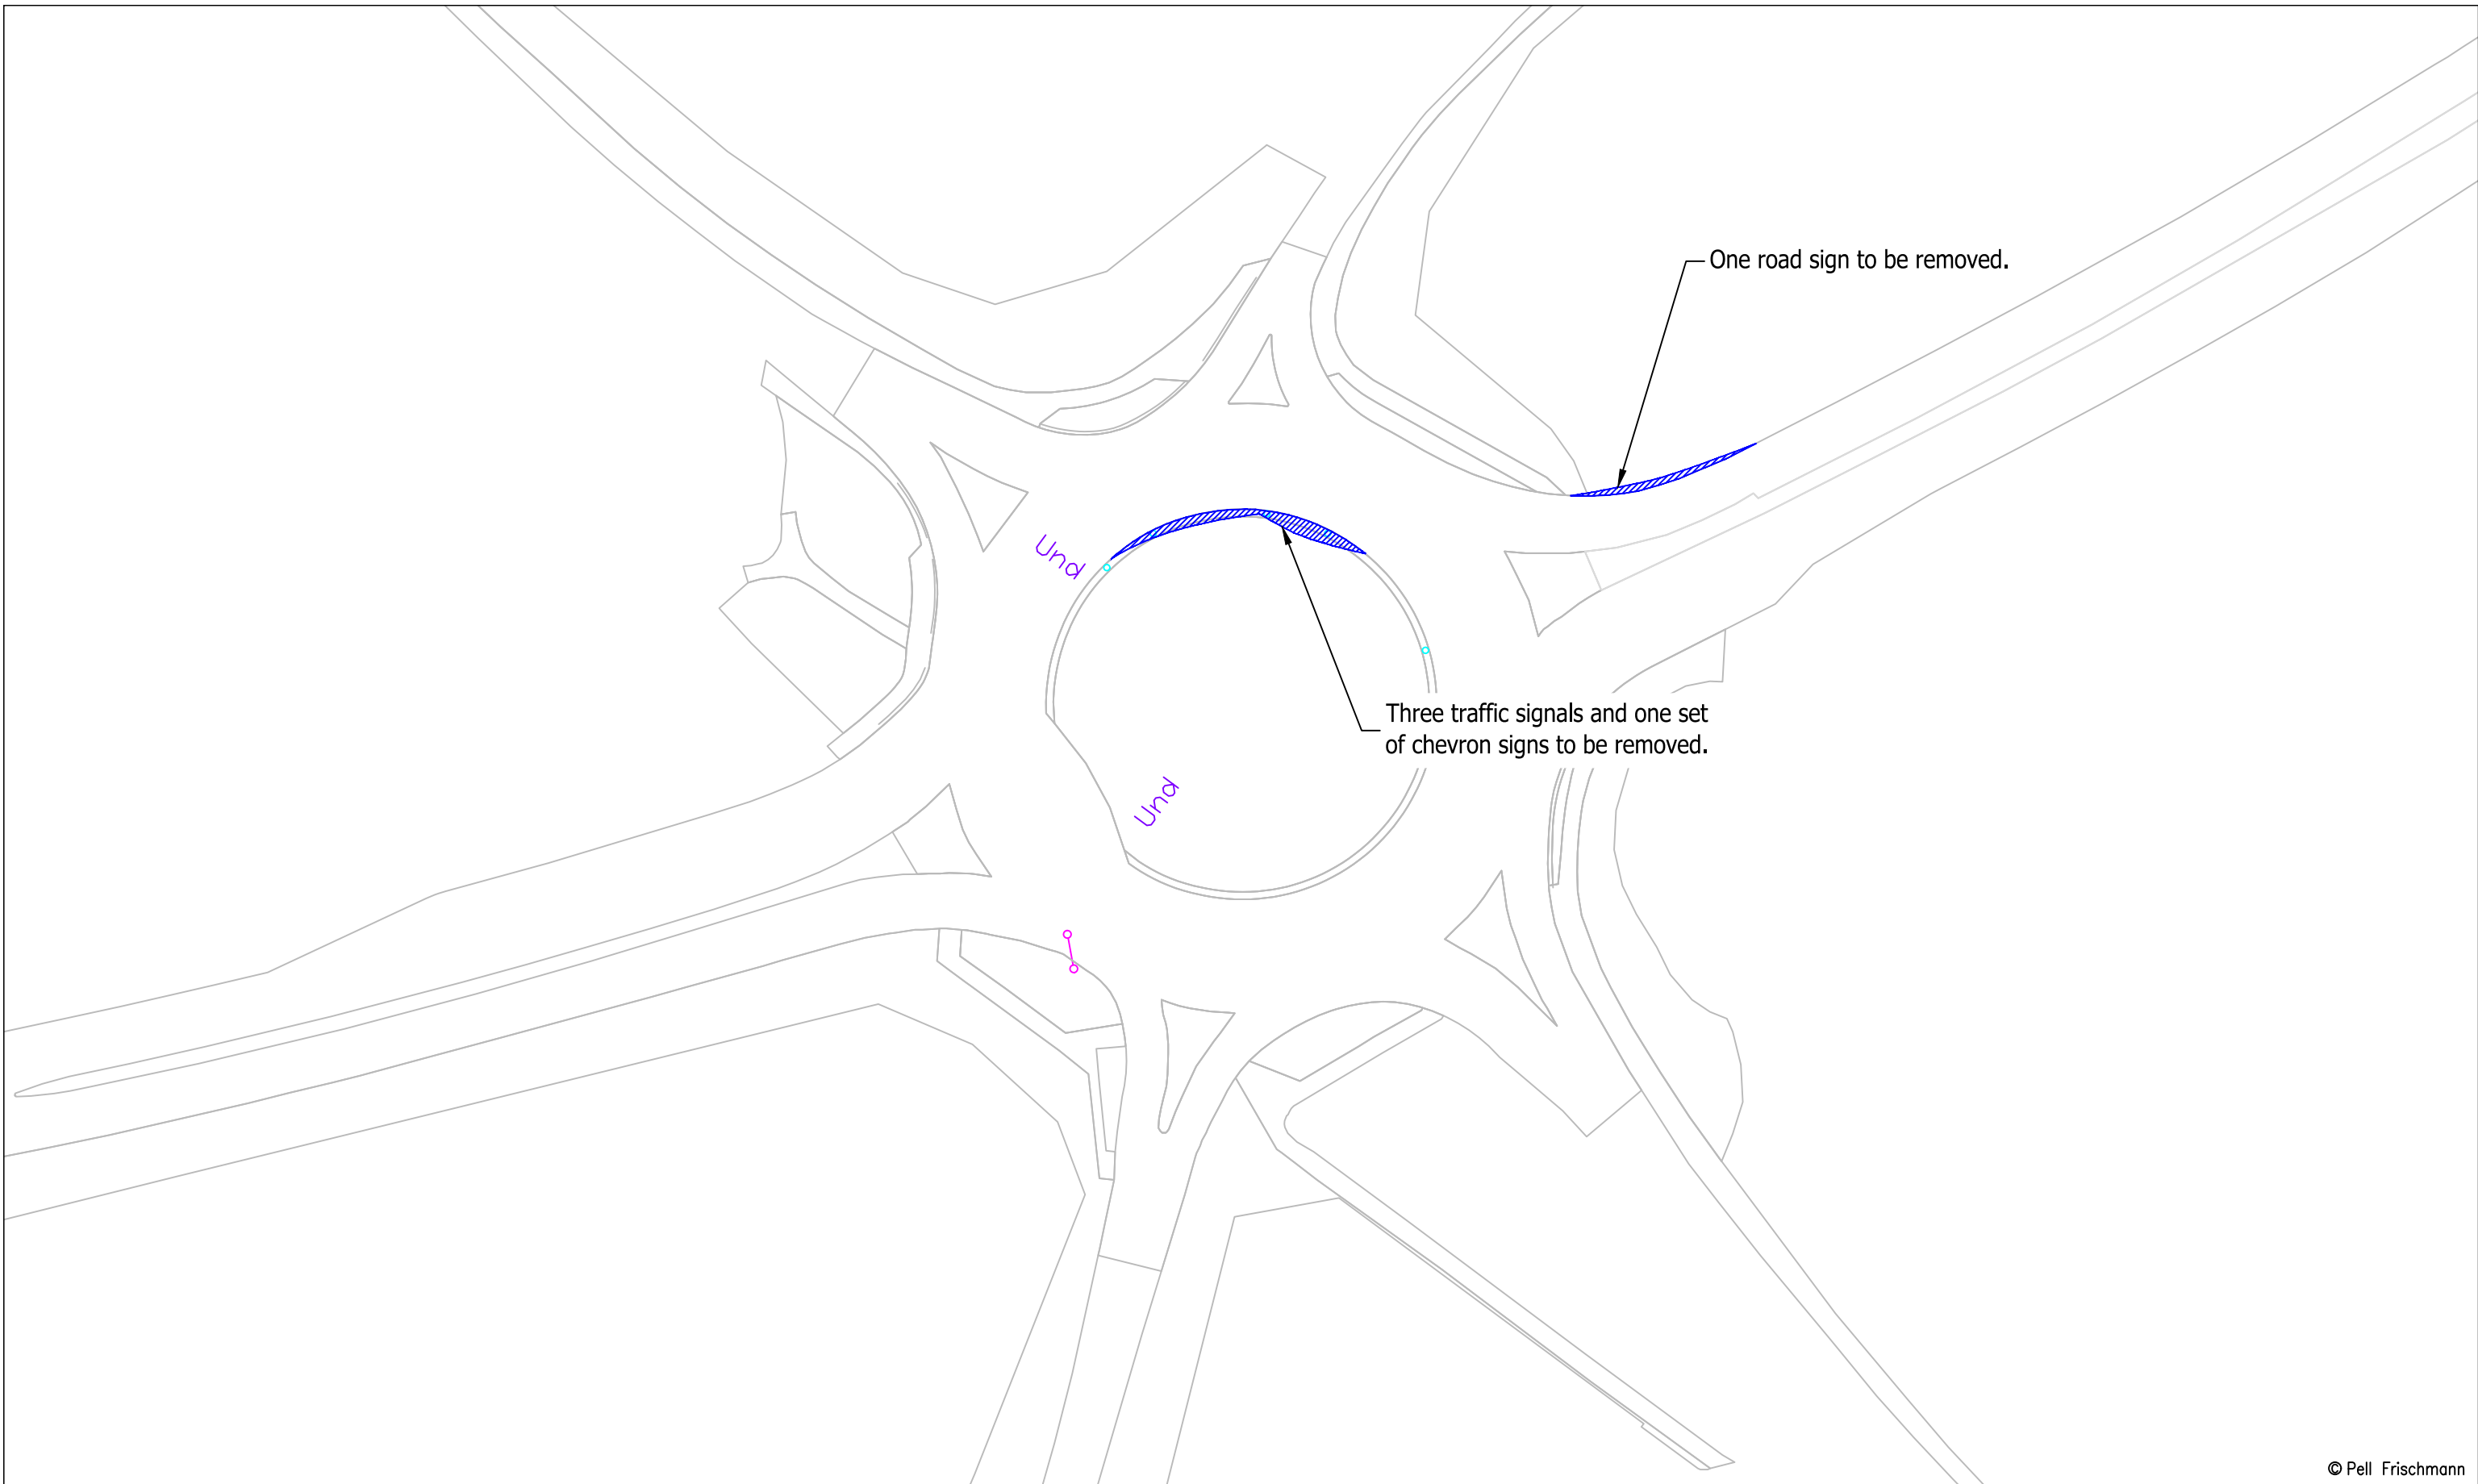 One road sign to be removed.
Und
Three traffic signals and one set
of chevron signs to be removed.
Und
© Pell Frischmann